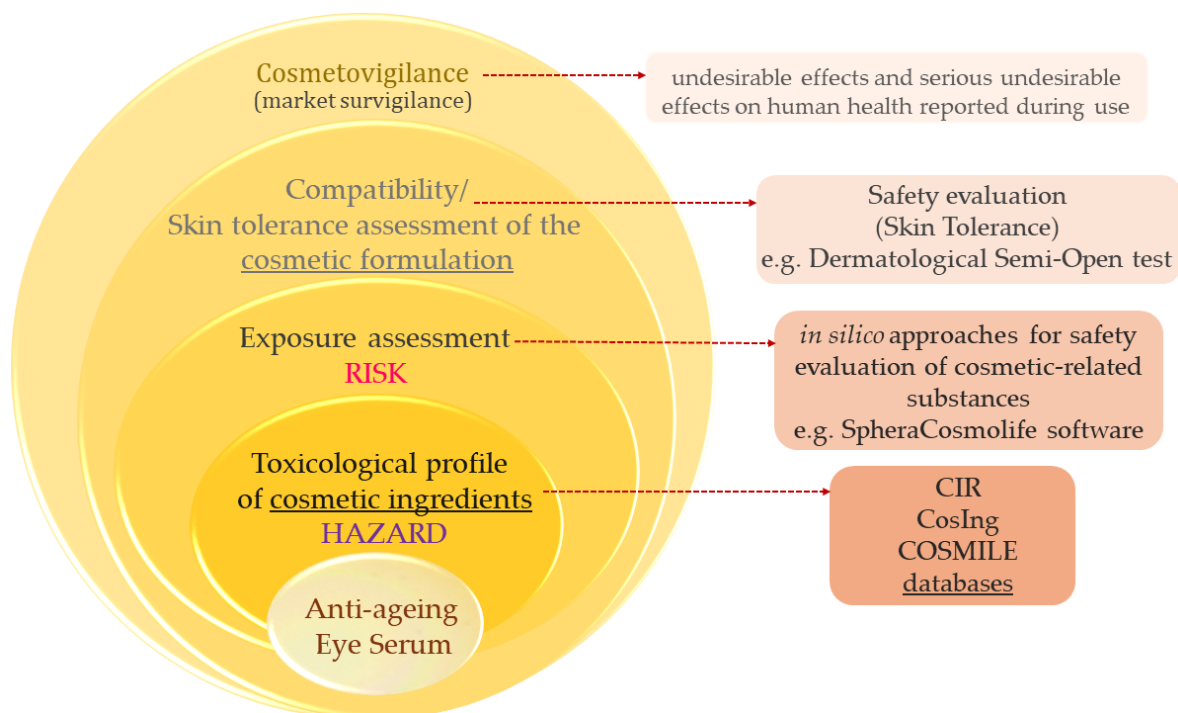 Cosmetovigilance
(market survigilance)
undesirable effects and serious undesirable
effects on human health reported during use
Compatibility/
Skin tolerance assessment of the
cosmetic formulation
Safety evaluation
(Skin Tolerance)
e.g. Dermatological Semi-Open test
Exposure assessment
RISK
in silico approaches for safety
evaluation of cosmetic-related
substances
e.g. SpheraCosmolife software
Toxicological profile
of cosmetic ingredients
HAZARD
CIR
CosIng
COSMILE
databases
Anti-ageing
Eye Serum